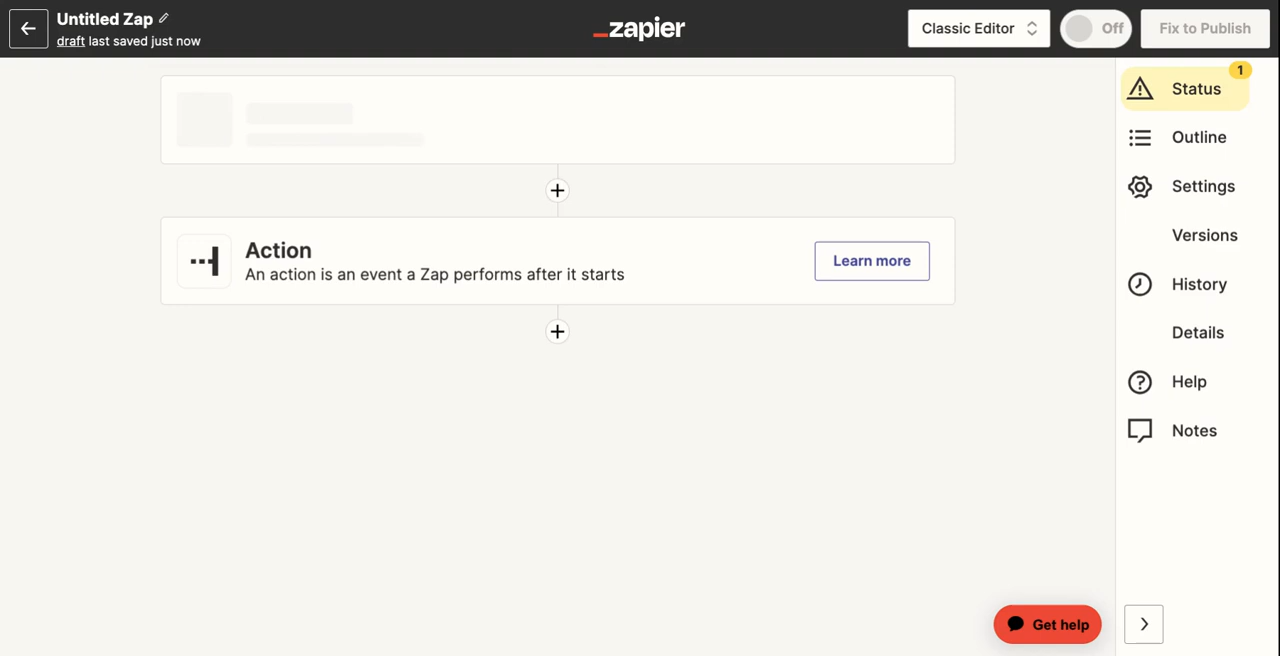 Untitled Zap
draft last saved just now
zapier
Classic Editor
Off
Fix to Publish
1
Status
Outline
Settings
Versions
History
Details
Help
Notes
Action
An action is an event a Zap performs after it starts
Learn more
Get help